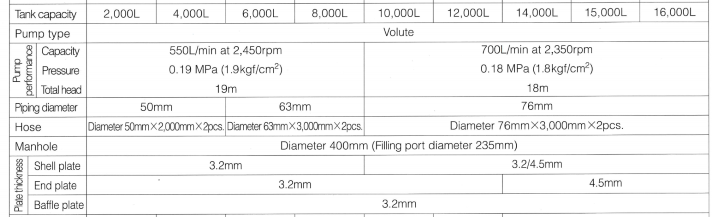 Tank capacity 2,000L 4,000L 6,000L 8,000L 10,000L 12,000L 14,000L 15,000L 16,000L
Pump type Volute
Pump performance
Capacity 550L/min at 2,450rpm 700L/min at 2,350rpm
Pressure 0.19 MPa (1.9kgf/cm²) 0.18 MPa (1.8kgf/cm²)
Total head 19m 18m
Piping diameter 50mm 63mm 76mm
Hose Diameter 50mm×2,000mm×2pcs. Diameter 63mm×3,000mm×2pcs. Diameter 76mm×3,000mm×2pcs.
Manhole Diameter 400mm (Filling port diameter 235mm)
Plate thickness
Shell plate 3.2mm 3.2/4.5mm
End plate 3.2mm 4.5mm
Baffle plate 3.2mm